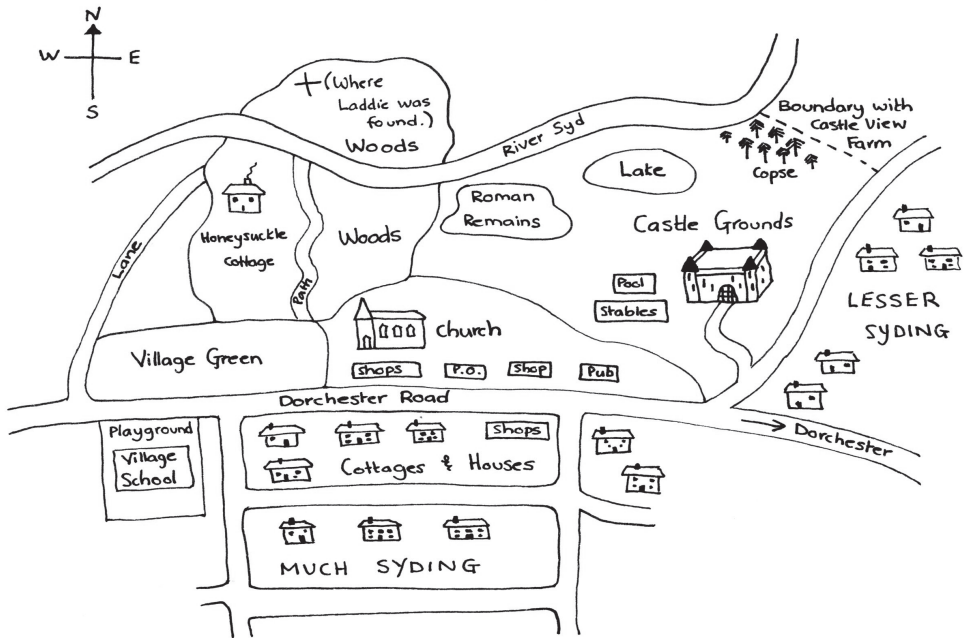 N
W E
S
(Where
Laddie was
found.)
Woods
River Syd
Boundary with
Castle View
Farm
Copse
Lake
Roman
Remains
Castle Grounds
Honeysuckle
Cottage
Woods
Lane
Path
Pool
Stables
LESSER
SYDING
Church
Village Green
Shops
P.O.
Shop
Pub
Dorchester Road
Dorchester
Playground
Village
School
Shops
Cottages & Houses
MUCH SYDING